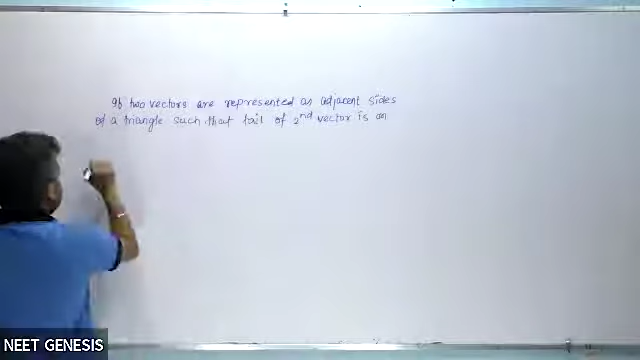 If two vectors are represented as adjacent sides
of a triangle such that tail of 2nd vector is on
NEET GENESIS